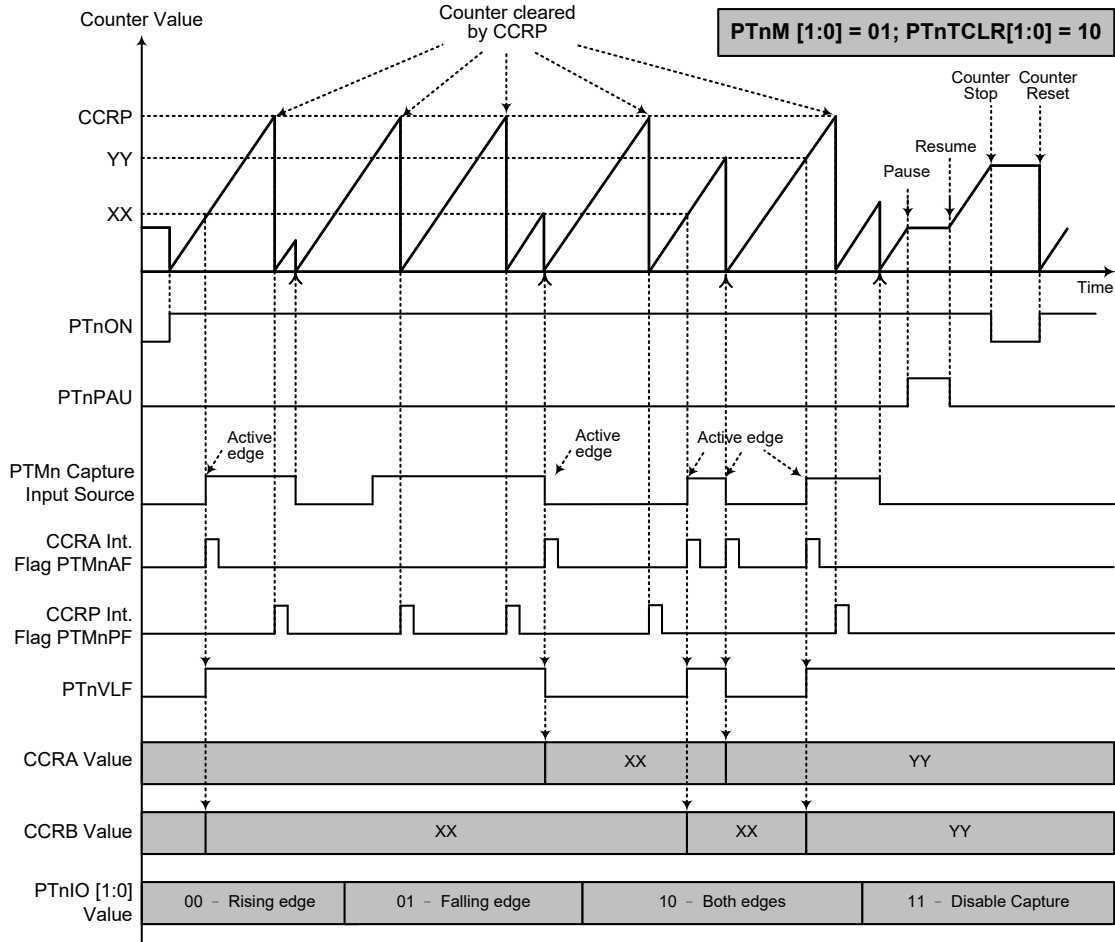 Counter Value
Counter cleared
by CCRP
PTnM [1:0] = 01; PTnTCLR[1:0] = 10
Counter
Stop
Counter
Reset
CCRP
YY
XX
Pause
Resume
Time
PTnON
PTnPAU
PTMn Capture
Input Source
Active
edge
Active
edge
Active edge
CCRA Int.
Flag PTMnAF
CCRP Int.
Flag PTMnPF
PTnVLF
CCRA Value
XX
YY
CCRB Value
XX
XX
YY
PTnIO [1:0]
Value
00 - Rising edge
01 - Falling edge
10 - Both edges
11 - Disable Capture